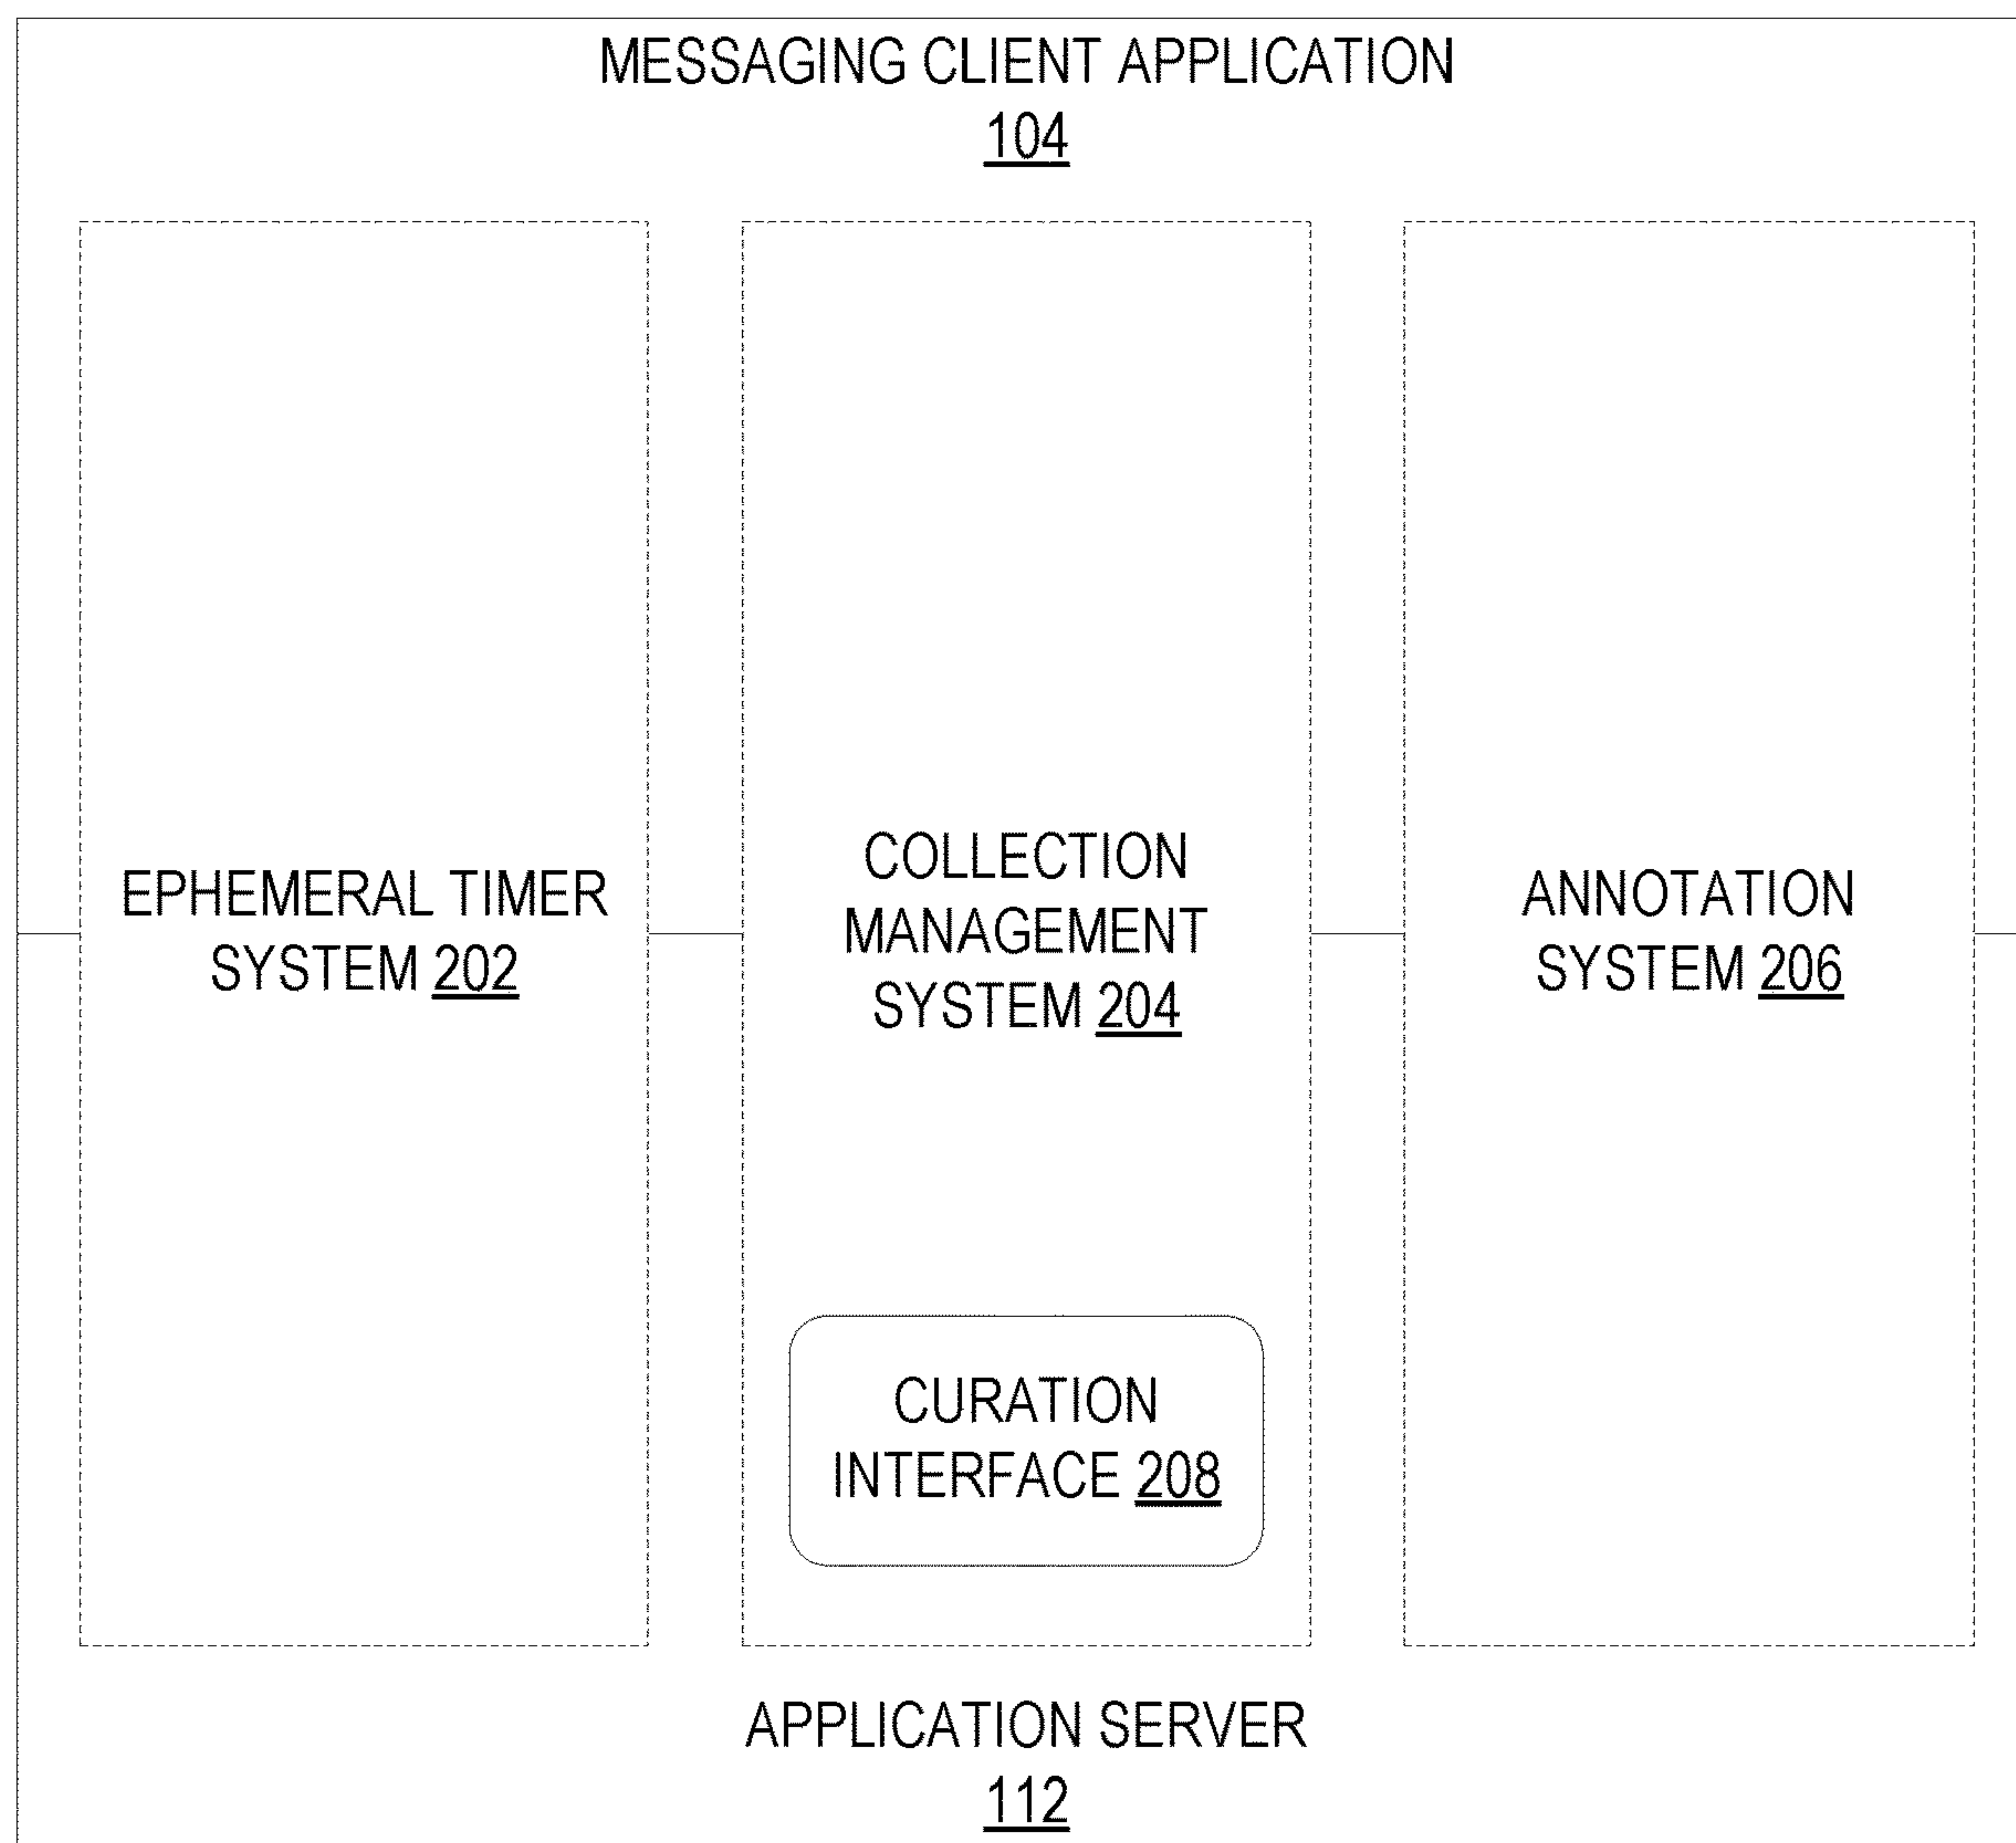 MESSAGING CLIENT APPLICATION
104
EPHEMERAL TIMER
SYSTEM 202
COLLECTION
MANAGEMENT
SYSTEM 204
ANNOTATION
SYSTEM 206
CURATION
INTERFACE 208
APPLICATION SERVER
112